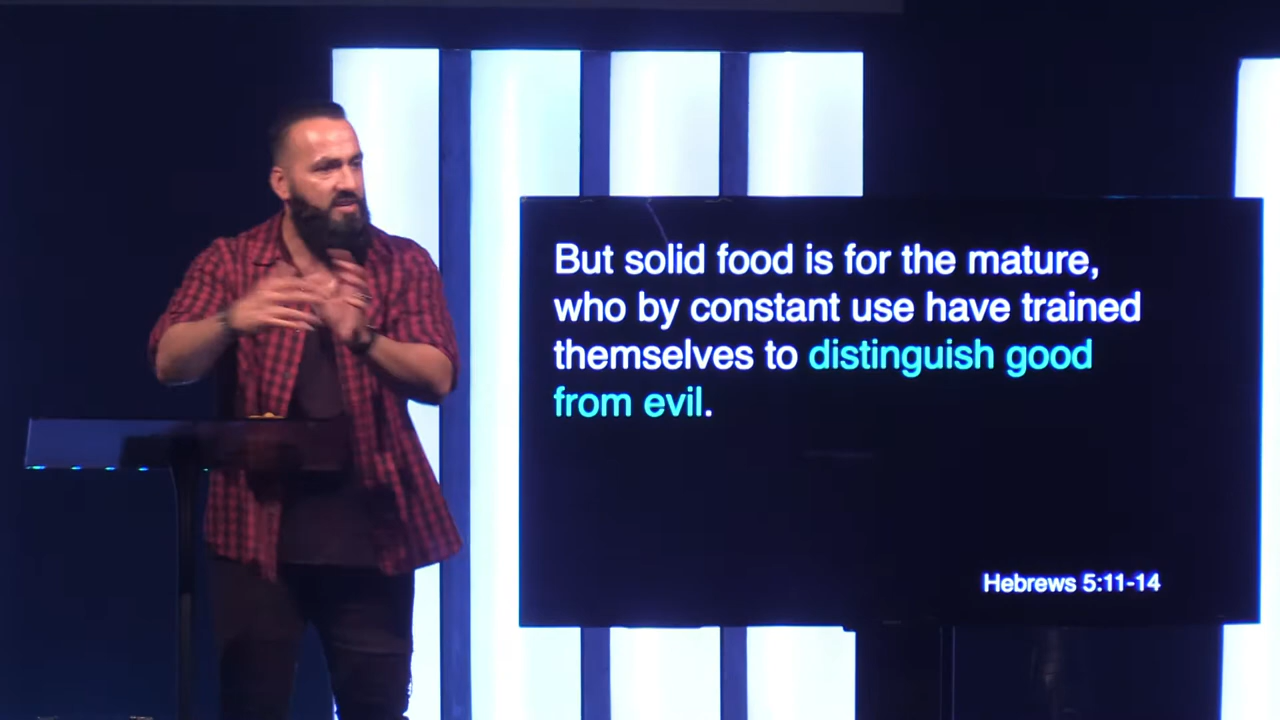 But solid food is for the mature,
who by constant use have trained
themselves to distinguish good
from evil.
Hebrews 5:11-14